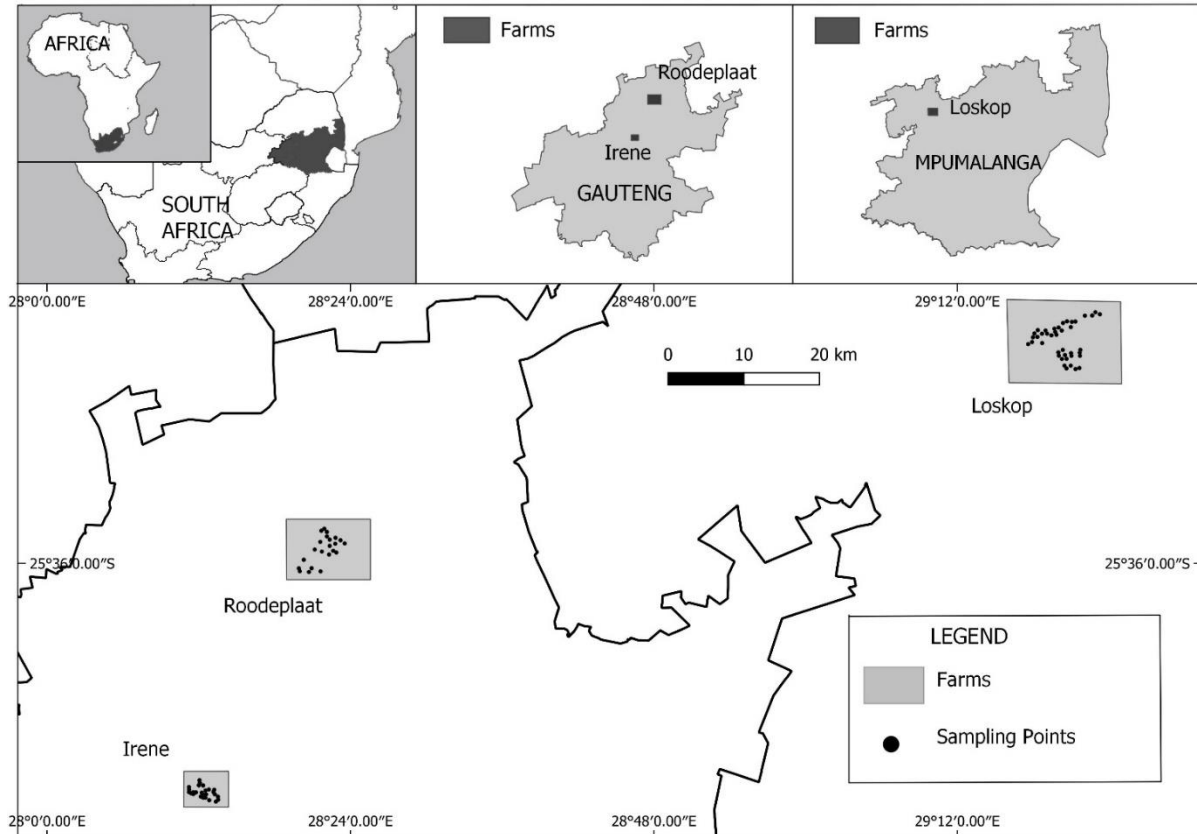 AFRICA
SOUTH
AFRICA
Farms
Roodeplaat
Irene
GAUTENG
Farms
Loskop
MPUMALANGA
28°0′0.00″E
28°24′0.00″E
28°48′0.00″E
29°12′0.00″E
0 10 20 km
Loskop
25°36′0.00″S
25°36′0.00″S
Roodeplaat
LEGEND
Farms
Sampling Points
Irene
28°0′0.00″E
28°24′0.00″E
28°48′0.00″E
29°12′0.00″E